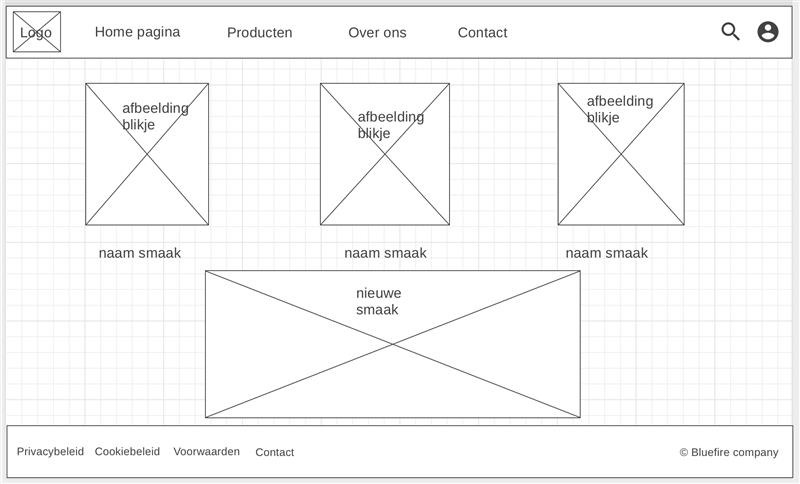 Logo
Home pagina
Producten
Over ons
Contact
afbeelding
blikje
afbeelding
blikje
afbeelding
blikje
naam smaak
naam smaak
naam smaak
nieuwe
smaak
Privacybeleid
Cookiebeleid
Voorwaarden
Contact
© Bluefire company